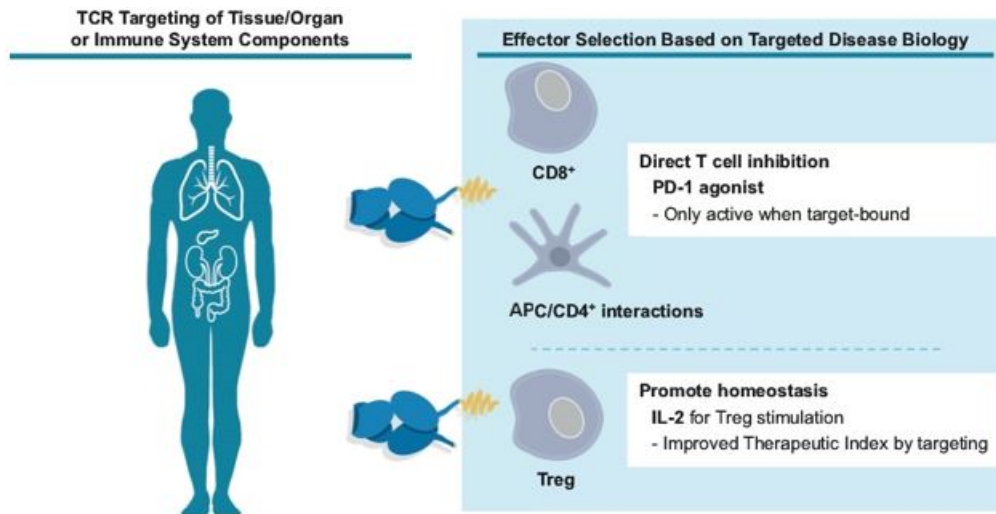 TCR Targeting of Tissue/Organ
or Immune System Components
Effector Selection Based on Targeted Disease Biology
CD8⁺
Direct T cell inhibition
PD-1 agonist
- Only active when target-bound
APC/CD4⁺ interactions
Promote homeostasis
IL-2 for Treg stimulation
- Improved Therapeutic Index by targeting
Treg